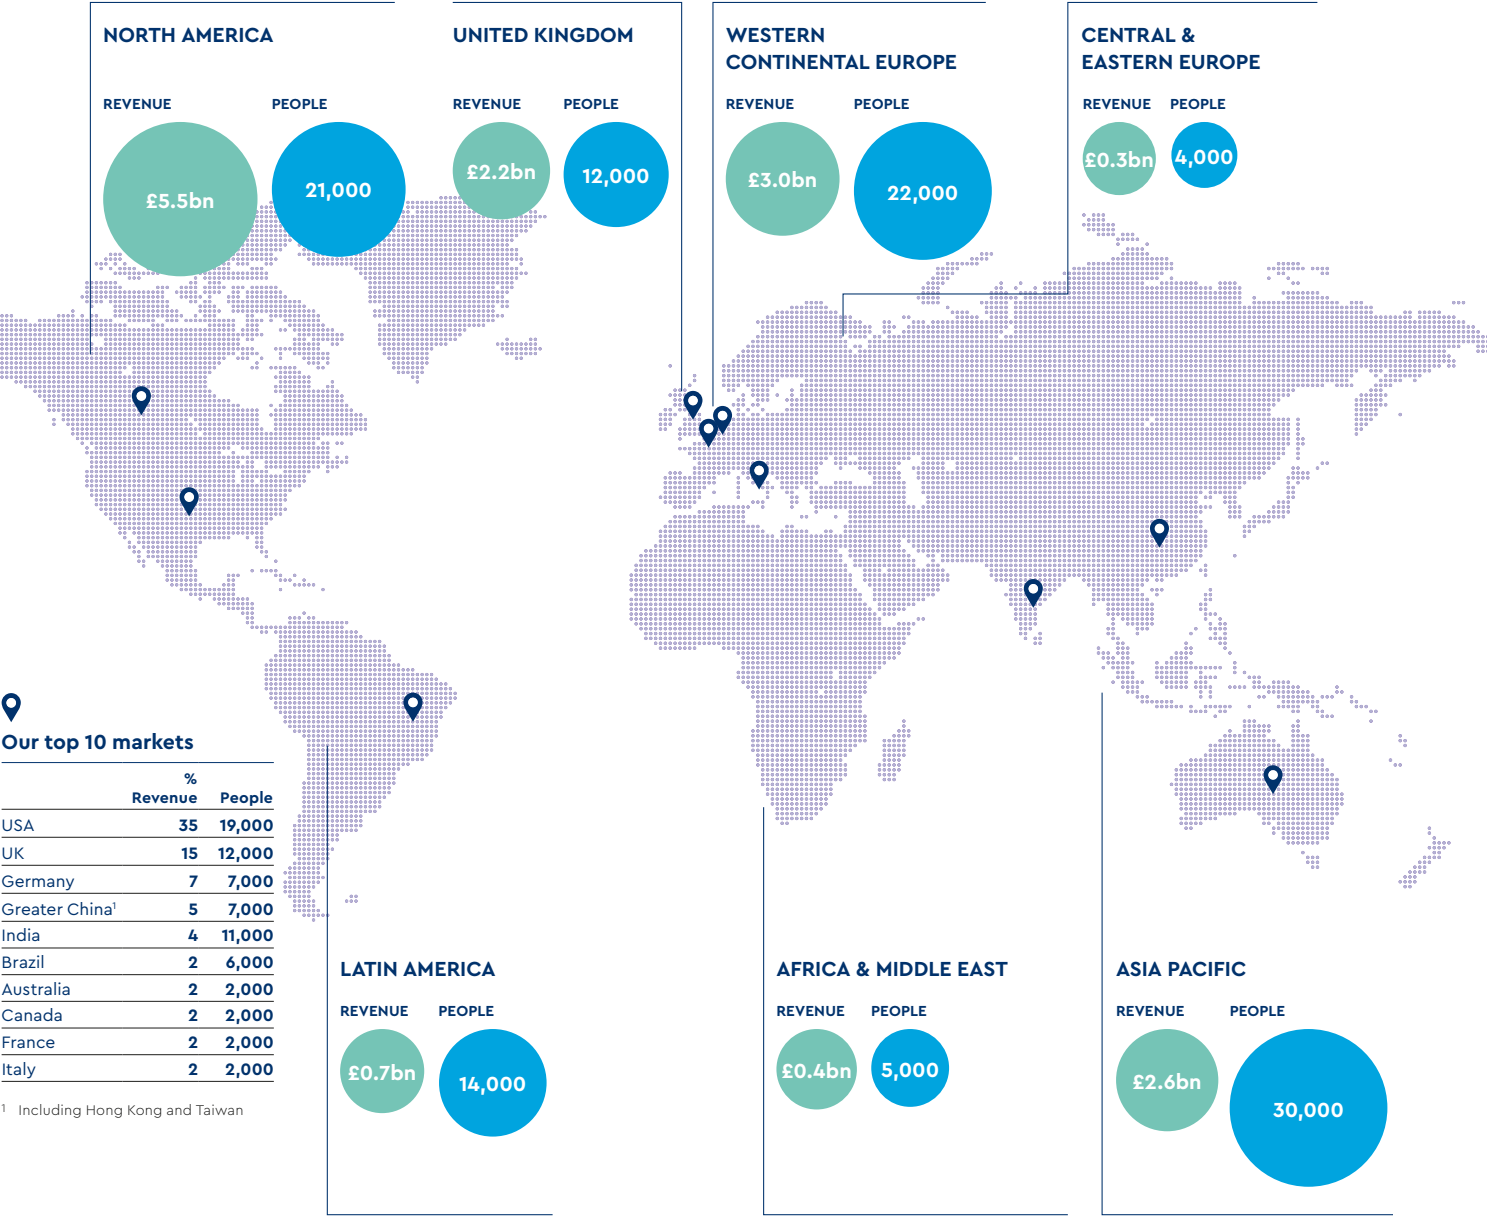 NORTH AMERICA
REVENUE PEOPLE
£5.5bn 21,000
UNITED KINGDOM
REVENUE PEOPLE
£2.2bn 12,000
WESTERN
CONTINENTAL EUROPE
REVENUE PEOPLE
£3.0bn 22,000
CENTRAL &
EASTERN EUROPE
REVENUE PEOPLE
£0.3bn 4,000
Our top 10 markets
%
Revenue People
USA 35 19,000
UK 15 12,000
Germany 7 7,000
Greater China¹ 5 7,000
India 4 11,000
Brazil 2 6,000
Australia 2 2,000
Canada 2 2,000
France 2 2,000
Italy 2 2,000
¹ Including Hong Kong and Taiwan
LATIN AMERICA
REVENUE PEOPLE
£0.7bn 14,000
AFRICA & MIDDLE EAST
REVENUE PEOPLE
£0.4bn 5,000
ASIA PACIFIC
REVENUE PEOPLE
£2.6bn 30,000